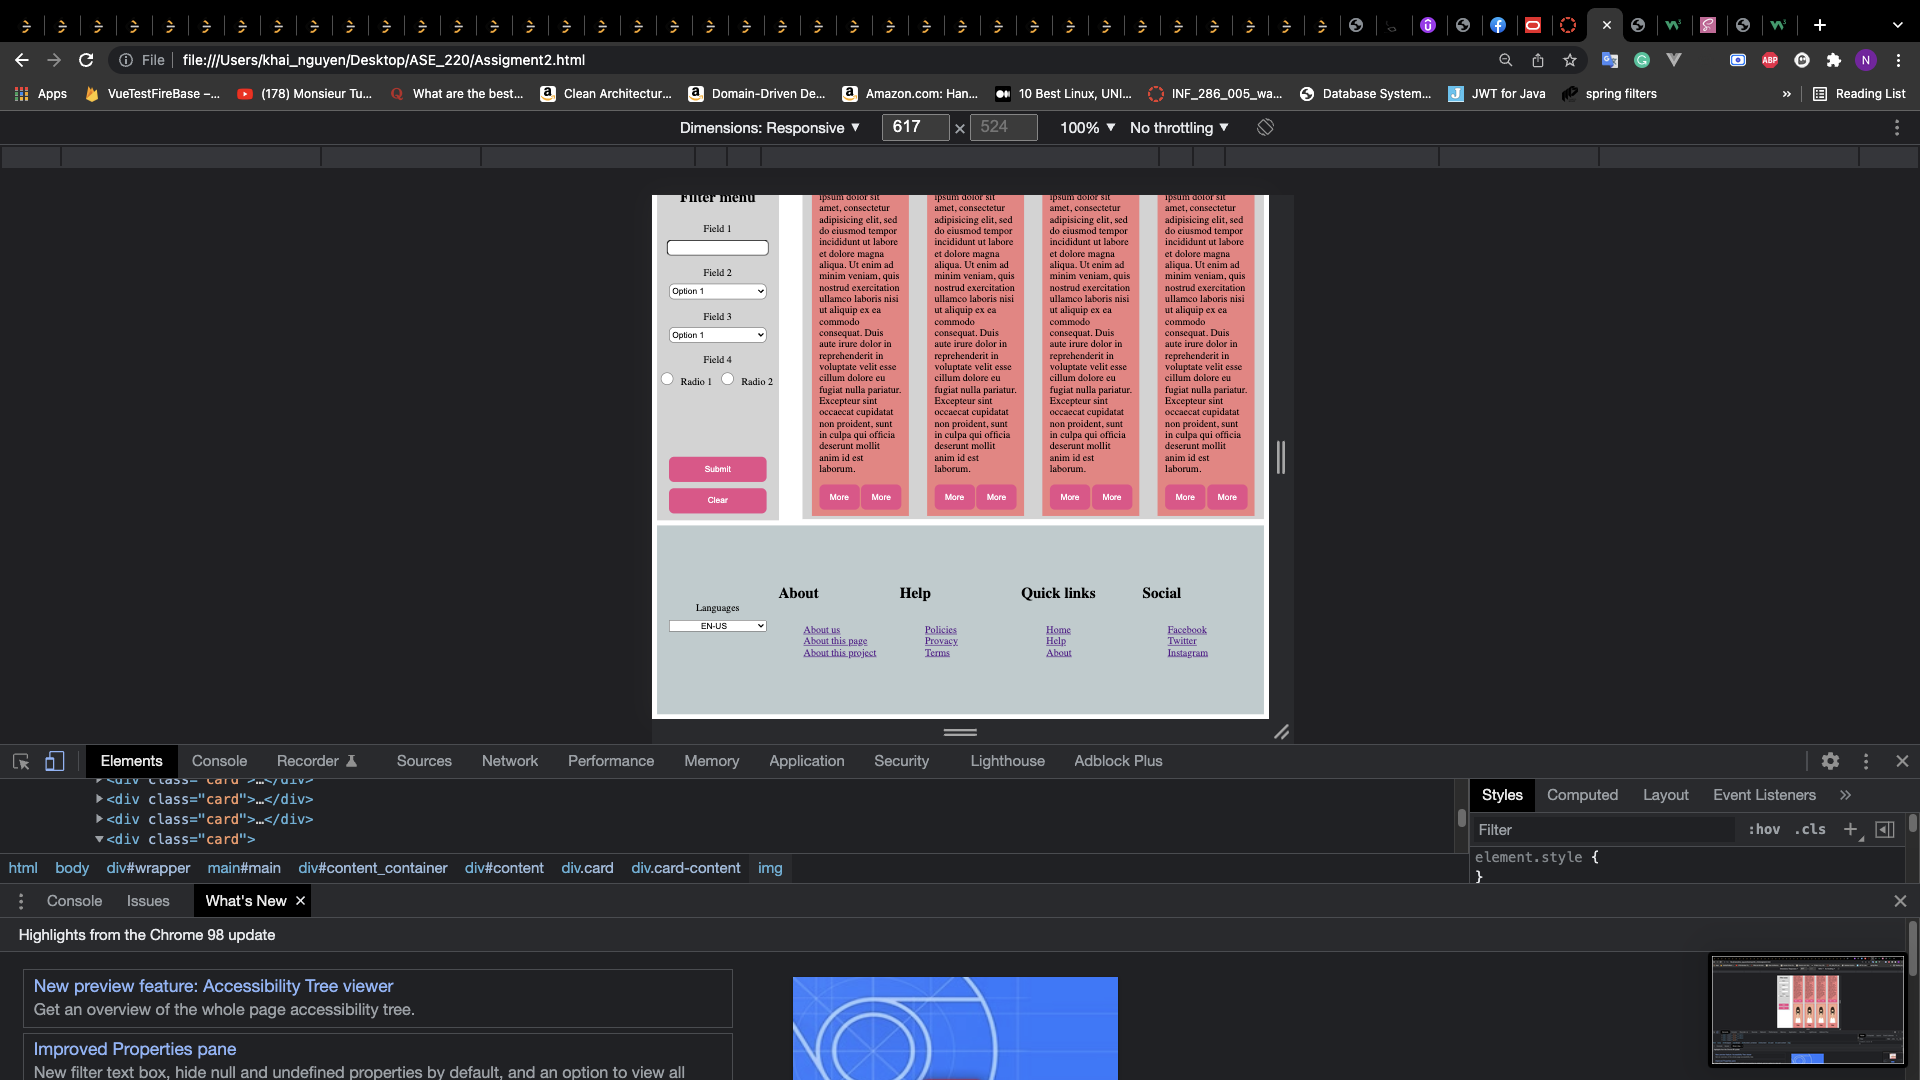 File
file:///Users/khai_nguyen/Desktop/ASE_220/Assigment2.html
N
Apps
VueTestFireBase –...
(178) Monsieur Tu...
What are the best...
Clean Architectur...
Domain-Driven De...
Amazon.com: Han...
10 Best Linux, UNI...
INF_286_005_wa...
Database System...
JWT for Java
spring filters
»
Reading List
Dimensions: Responsive ▼
617
×
524
100% ▼
No throttling ▼
Filter menu
Field 1
Field 2
Option 1
Field 3
Option 1
Field 4
Radio 1
Radio 2
Submit
Clear
ipsum dolor sit
amet, consectetur
adipisicing elit, sed
do eiusmod tempor
incididunt ut labore
et dolore magna
aliqua. Ut enim ad
minim veniam, quis
nostrud exercitation
ullamco laboris nisi
ut aliquip ex ea
commodo
consequat. Duis
aute irure dolor in
reprehenderit in
voluptate velit esse
cillum dolore eu
fugiat nulla pariatur.
Excepteur sint
occaecat cupidatat
non proident, sunt
in culpa qui officia
deserunt mollit
anim id est
laborum.
More
More
ipsum dolor sit
amet, consectetur
adipisicing elit, sed
do eiusmod tempor
incididunt ut labore
et dolore magna
aliqua. Ut enim ad
minim veniam, quis
nostrud exercitation
ullamco laboris nisi
ut aliquip ex ea
commodo
consequat. Duis
aute irure dolor in
reprehenderit in
voluptate velit esse
cillum dolore eu
fugiat nulla pariatur.
Excepteur sint
occaecat cupidatat
non proident, sunt
in culpa qui officia
deserunt mollit
anim id est
laborum.
More
More
ipsum dolor sit
amet, consectetur
adipisicing elit, sed
do eiusmod tempor
incididunt ut labore
et dolore magna
aliqua. Ut enim ad
minim veniam, quis
nostrud exercitation
ullamco laboris nisi
ut aliquip ex ea
commodo
consequat. Duis
aute irure dolor in
reprehenderit in
voluptate velit esse
cillum dolore eu
fugiat nulla pariatur.
Excepteur sint
occaecat cupidatat
non proident, sunt
in culpa qui officia
deserunt mollit
anim id est
laborum.
More
More
ipsum dolor sit
amet, consectetur
adipisicing elit, sed
do eiusmod tempor
incididunt ut labore
et dolore magna
aliqua. Ut enim ad
minim veniam, quis
nostrud exercitation
ullamco laboris nisi
ut aliquip ex ea
commodo
consequat. Duis
aute irure dolor in
reprehenderit in
voluptate velit esse
cillum dolore eu
fugiat nulla pariatur.
Excepteur sint
occaecat cupidatat
non proident, sunt
in culpa qui officia
deserunt mollit
anim id est
laborum.
More
More
Languages
EN-US
About
About us
About this page
About this project
Help
Policies
Provacy
Terms
Quick links
Home
Help
About
Social
Facebook
Twitter
Instagram
Elements
Console
Recorder
Sources
Network
Performance
Memory
Application
Security
Lighthouse
Adblock Plus
<div class="card">…</div>
<div class="card">…</div>
<div class="card">…</div>
<div class="card">
html
body
div#wrapper
main#main
div#content_container
div#content
div.card
div.card-content
img
Styles
Computed
Layout
Event Listeners
»
Filter
:hov
.cls
+
element.style {
}
Console
Issues
What's New ×
Highlights from the Chrome 98 update
New preview feature: Accessibility Tree viewer
Get an overview of the whole page accessibility tree.
Improved Properties pane
New filter text box, hide null and undefined properties by default, and an option to view all